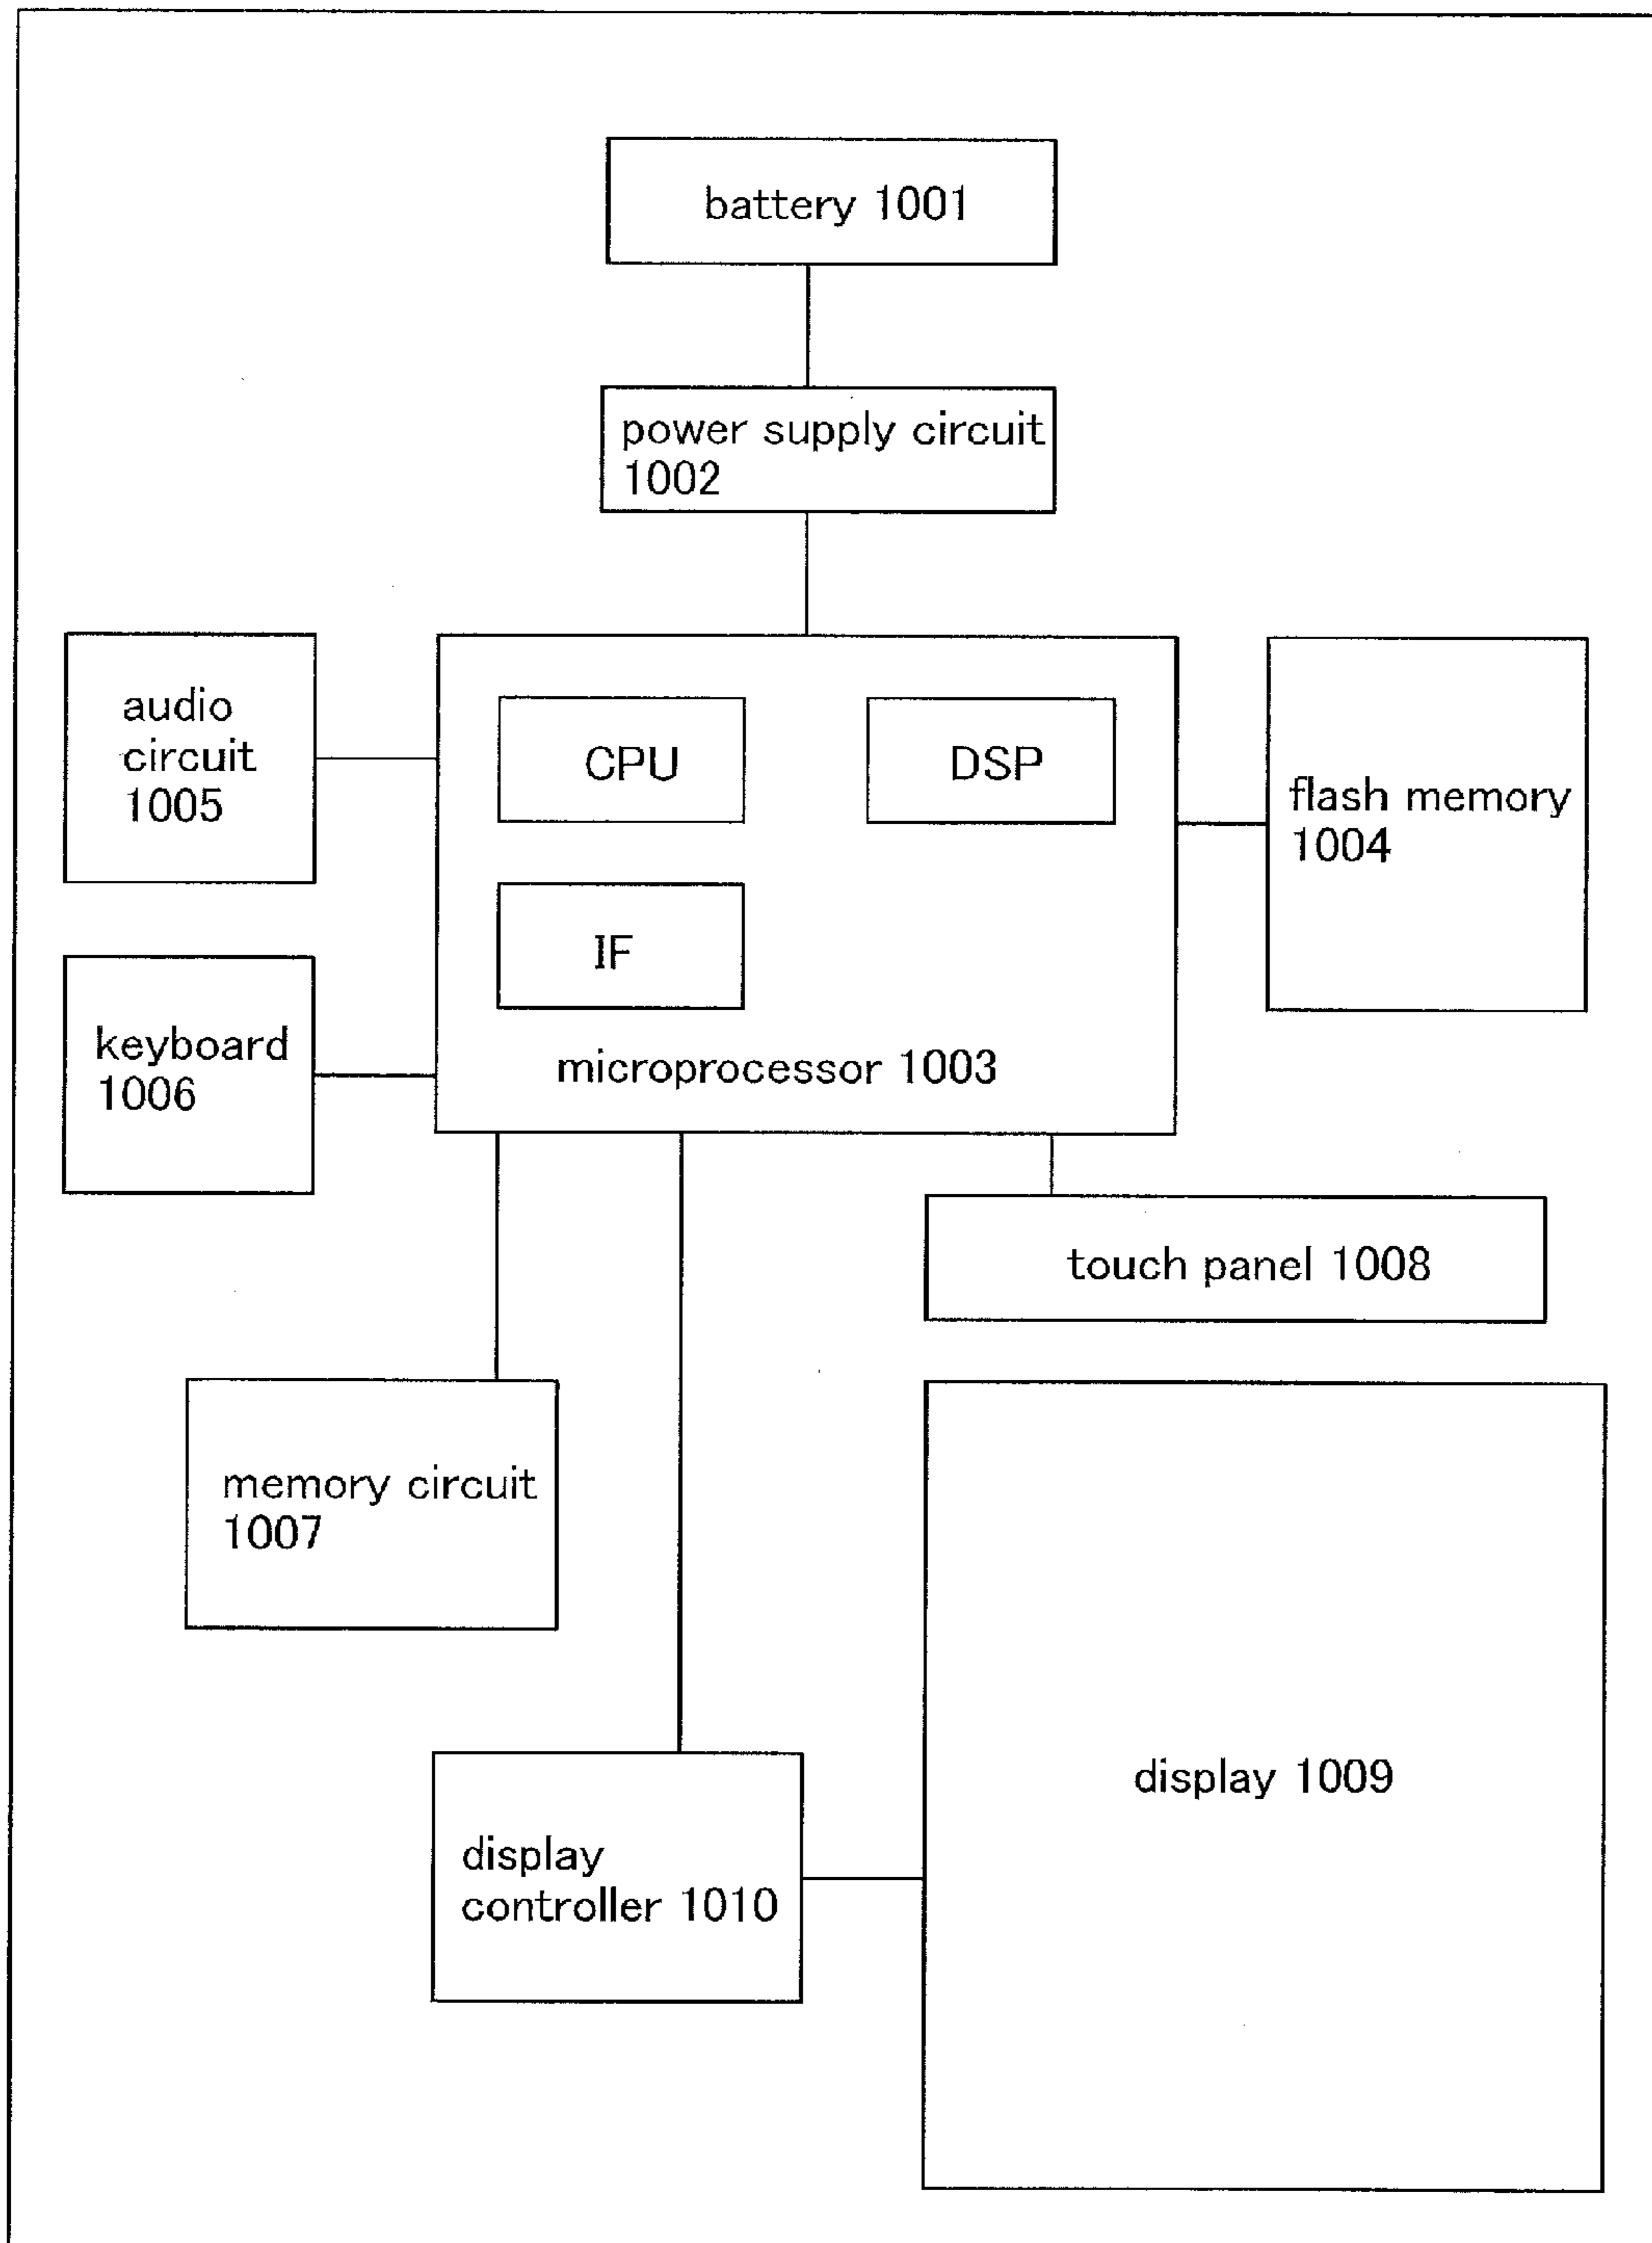 battery 1001
power supply circuit
1002
audio
circuit
1005
CPU
DSP
flash memory
1004
IF
keyboard
1006
microprocessor 1003
touch panel 1008
memory circuit
1007
display 1009
display
controller 1010